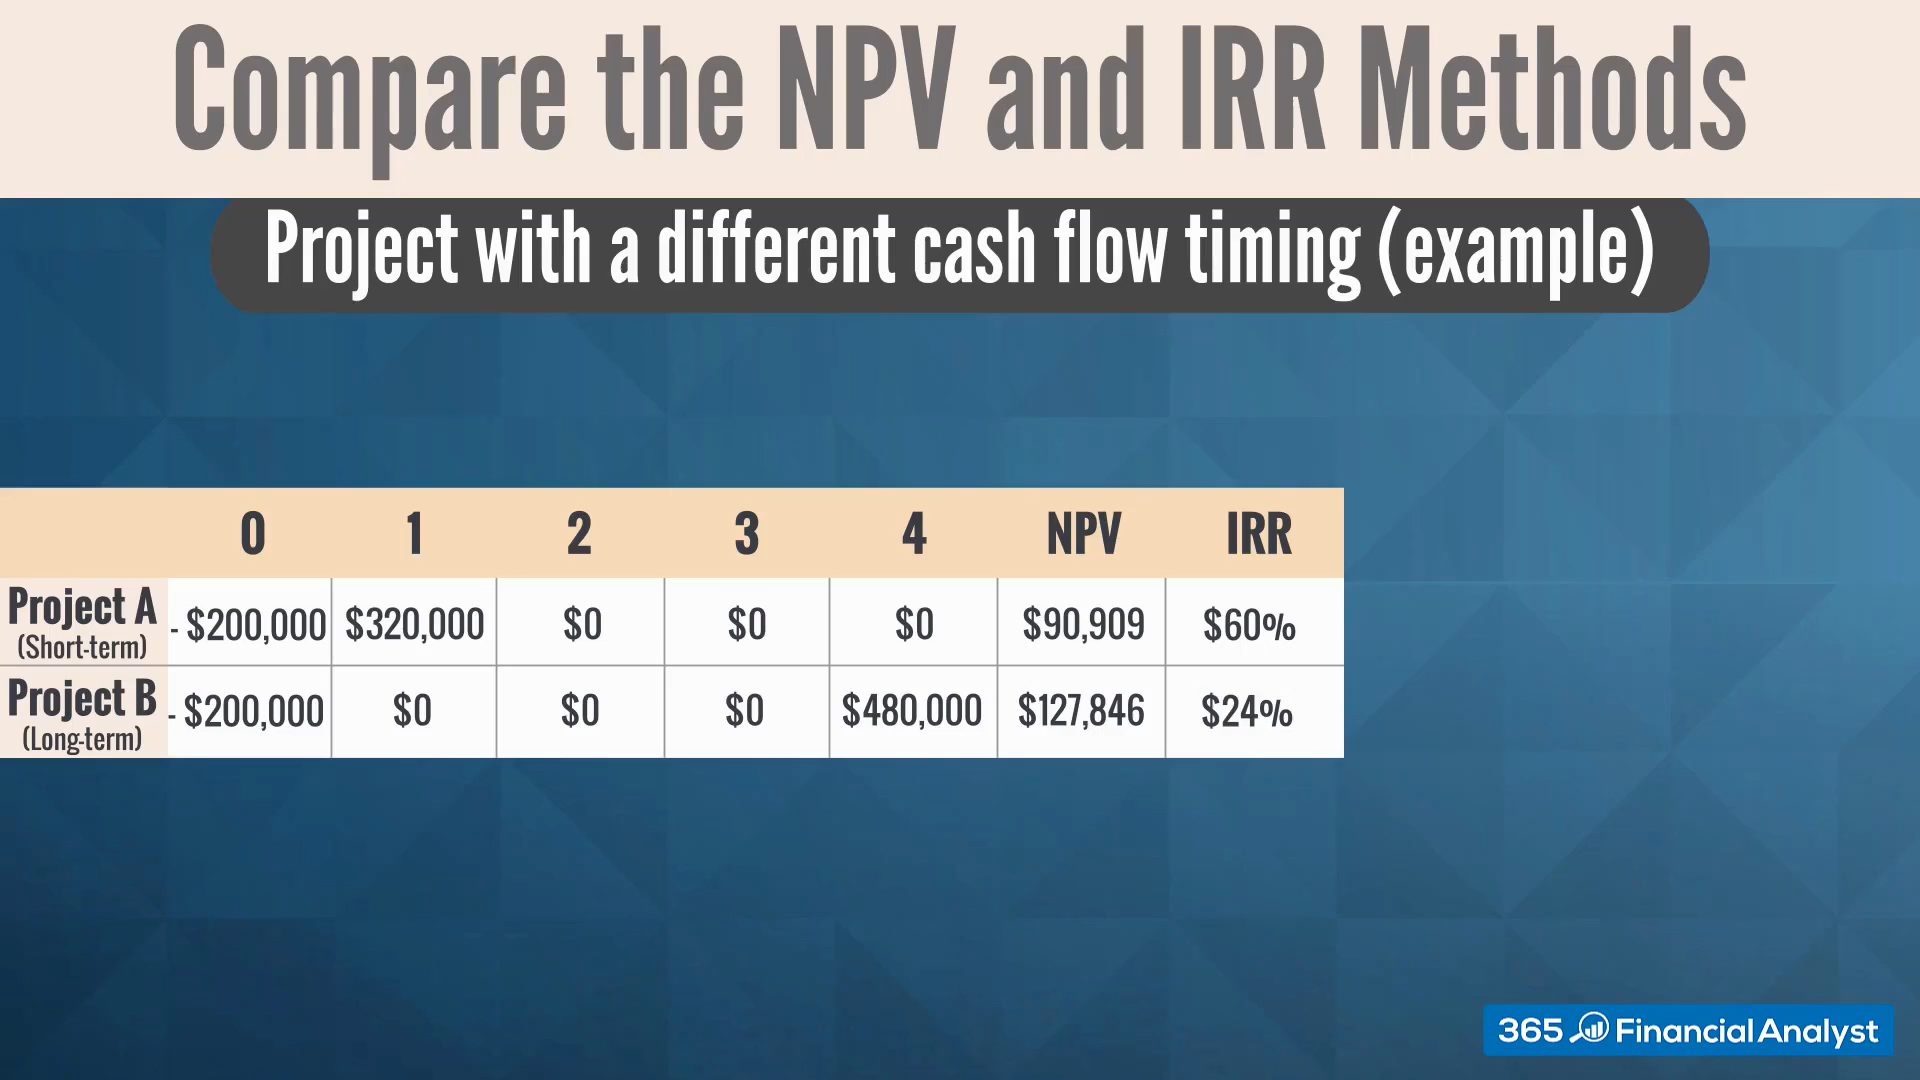 Compare the NPV and IRR Methods
Project with a different cash flow timing (example)
0 1 2 3 4 NPV IRR
Project A
(Short-term)
- $200,000 $320,000 $0 $0 $0 $90,909 $60%
Project B
(Long-term)
- $200,000 $0 $0 $0 $480,000 $127,846 $24%
365 Financial Analyst